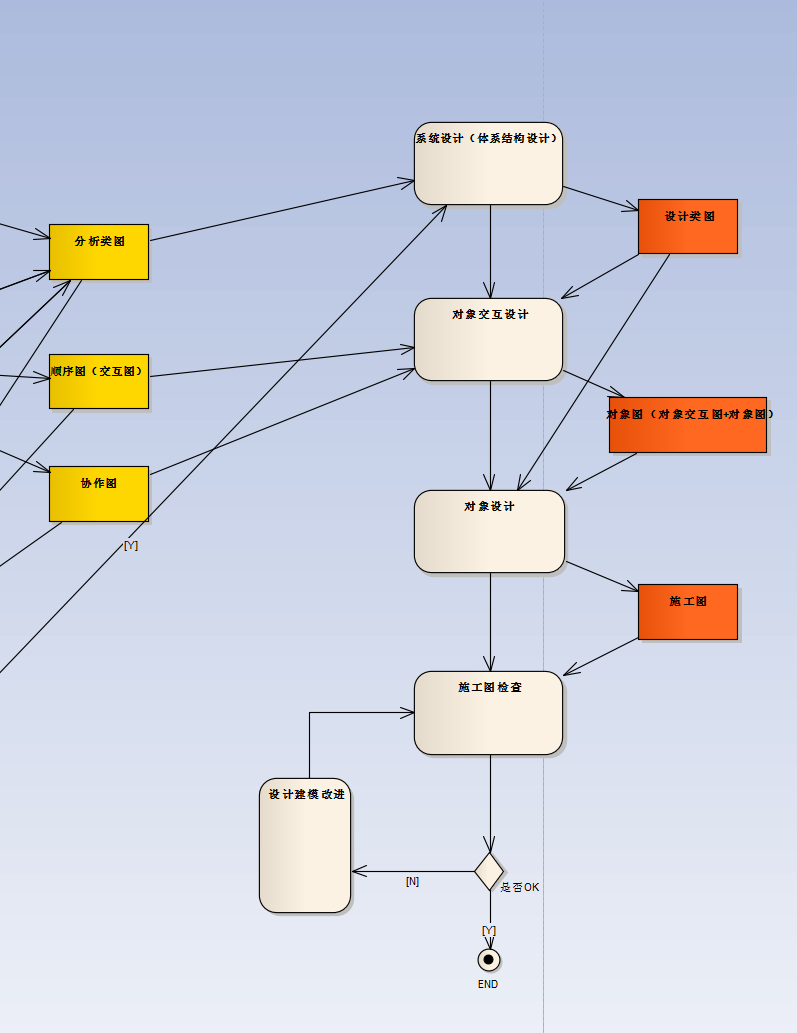 系统设计（体系结构设计）
设计类图
分析类图
对象交互设计
顺序图（交互图）
对象图（对象交互图+对象图）
协作图
对象设计
[Y]
施工图
施工图检查
设计建模改进
[N]
是否OK
[Y]
END